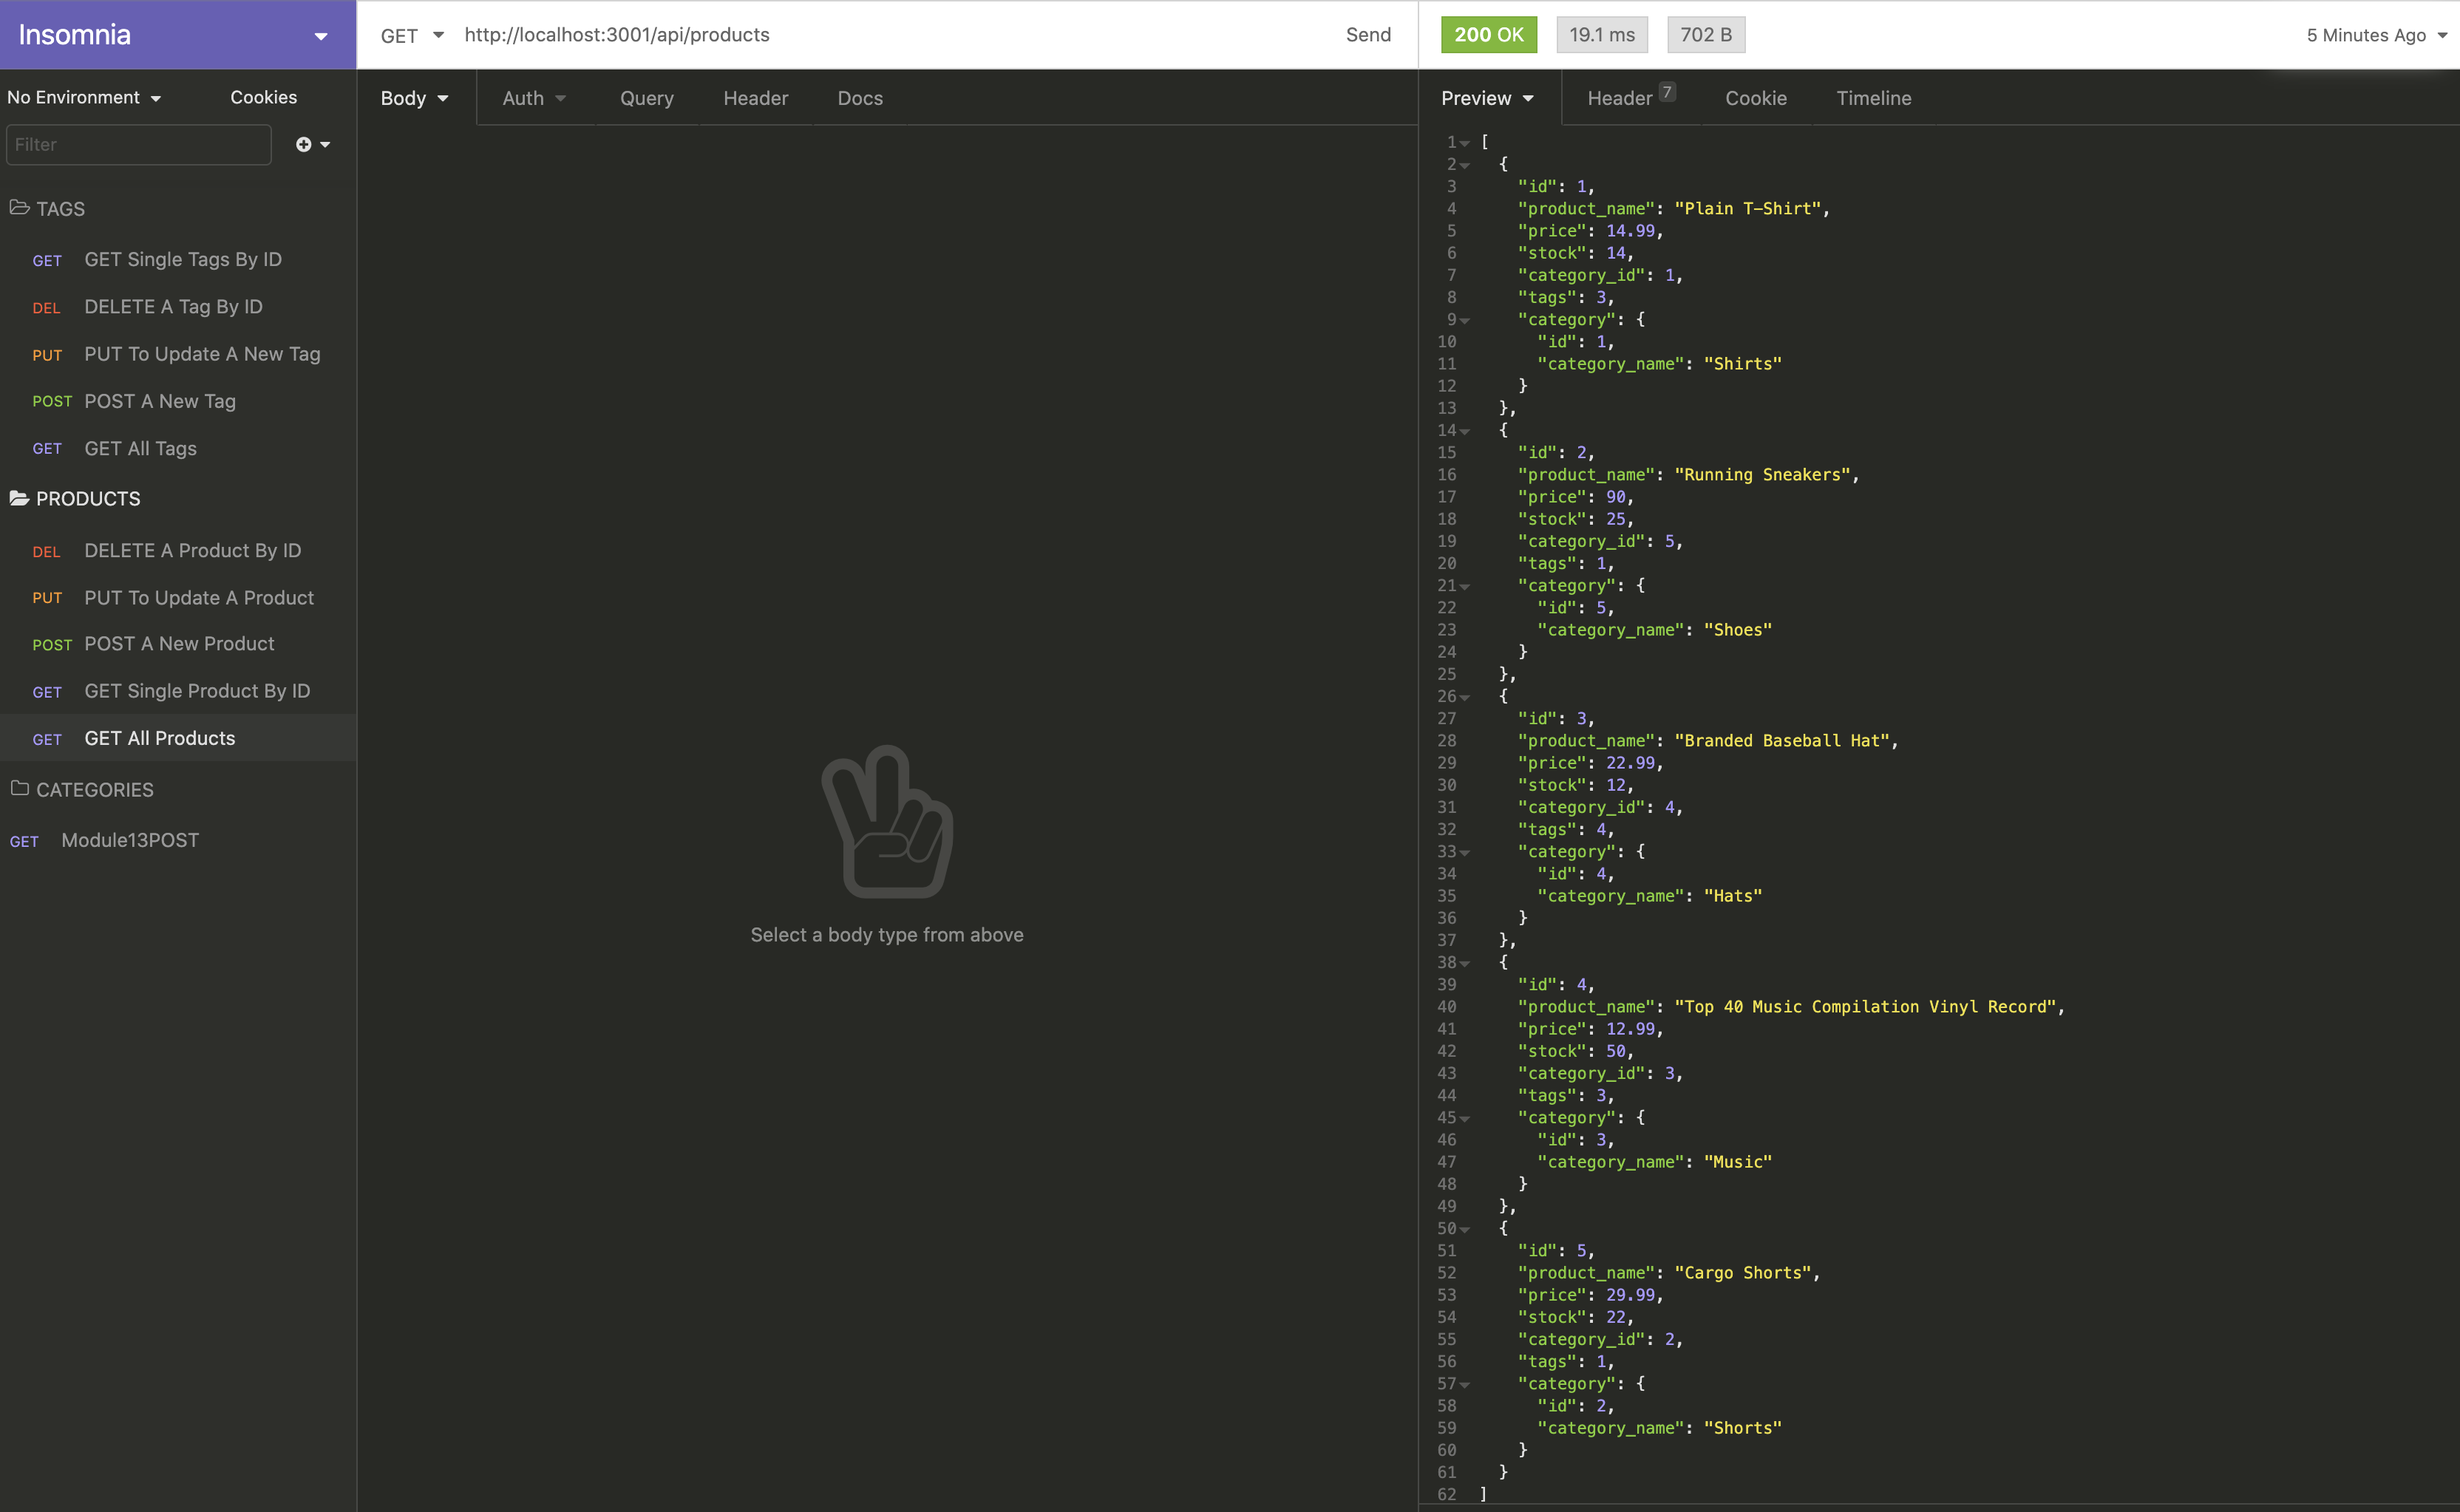 Insomnia
No Environment
Cookies
Filter
TAGS
GET GET Single Tags By ID
DEL DELETE A Tag By ID
PUT PUT To Update A New Tag
POST POST A New Tag
GET GET All Tags
PRODUCTS
DEL DELETE A Product By ID
PUT PUT To Update A Product
POST POST A New Product
GET GET Single Product By ID
GET GET All Products
CATEGORIES
GET Module13POST
GET http://localhost:3001/api/products Send
Body Auth Query Header Docs
Select a body type from above
200 OK 19.1 ms 702 B 5 Minutes Ago
Preview Header 7 Cookie Timeline
1 [
2 {
3 "id": 1,
4 "product_name": "Plain T-Shirt",
5 "price": 14.99,
6 "stock": 14,
7 "category_id": 1,
8 "tags": 3,
9 "category": {
10 "id": 1,
11 "category_name": "Shirts"
12 }
13 },
14 {
15 "id": 2,
16 "product_name": "Running Sneakers",
17 "price": 90,
18 "stock": 25,
19 "category_id": 5,
20 "tags": 1,
21 "category": {
22 "id": 5,
23 "category_name": "Shoes"
24 }
25 },
26 {
27 "id": 3,
28 "product_name": "Branded Baseball Hat",
29 "price": 22.99,
30 "stock": 12,
31 "category_id": 4,
32 "tags": 4,
33 "category": {
34 "id": 4,
35 "category_name": "Hats"
36 }
37 },
38 {
39 "id": 4,
40 "product_name": "Top 40 Music Compilation Vinyl Record",
41 "price": 12.99,
42 "stock": 50,
43 "category_id": 3,
44 "tags": 3,
45 "category": {
46 "id": 3,
47 "category_name": "Music"
48 }
49 },
50 {
51 "id": 5,
52 "product_name": "Cargo Shorts",
53 "price": 29.99,
54 "stock": 22,
55 "category_id": 2,
56 "tags": 1,
57 "category": {
58 "id": 2,
59 "category_name": "Shorts"
60 }
61 }
62 ]